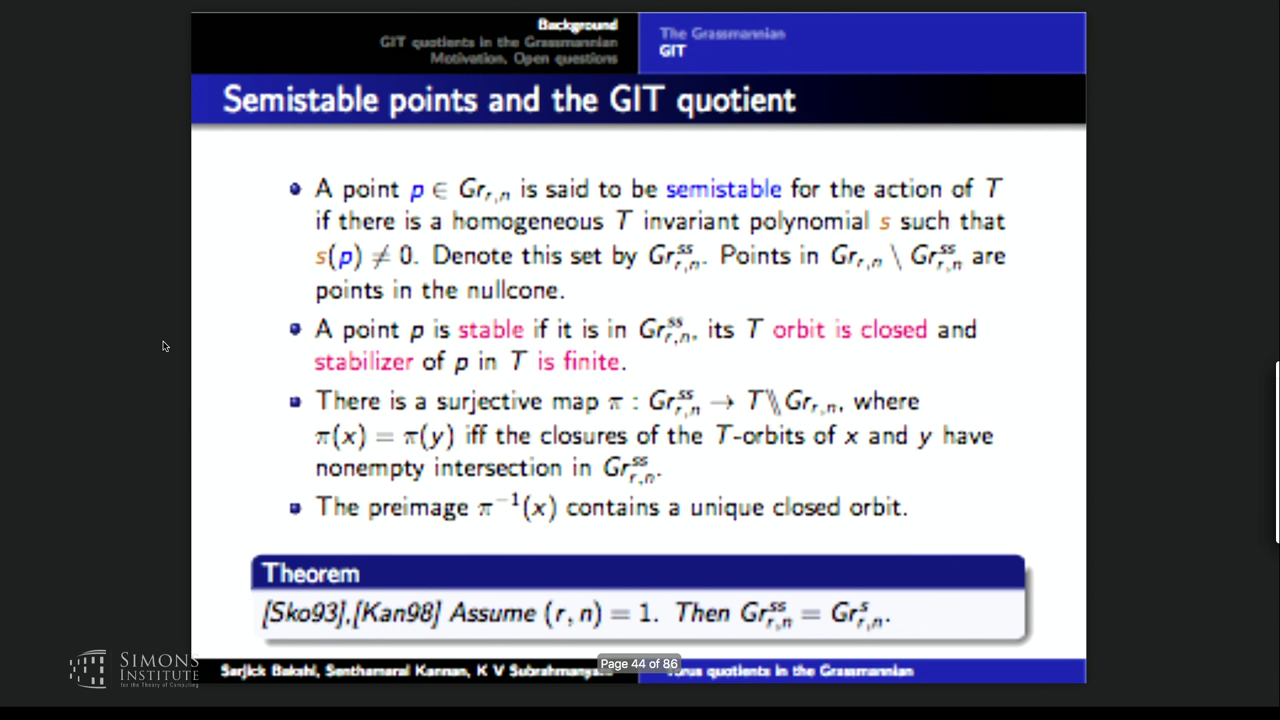 Background
GIT quotients in the Grassmannian
Motivation, Open questions
The Grassmannian
GIT
Semistable points and the GIT quotient
A point p ∈ Gr_{r,n} is said to be semistable for the action of T
if there is a homogeneous T invariant polynomial s such that
s(p) ≠ 0. Denote this set by Gr^{ss}_{r,n}. Points in Gr_{r,n} \ Gr^{ss}_{r,n} are
points in the nullcone.
A point p is stable if it is in Gr^{ss}_{r,n}, its T orbit is closed and
stabilizer of p in T is finite.
There is a surjective map π : Gr^{ss}_{r,n} → T\\Gr_{r,n}, where
π(x) = π(y) iff the closures of the T-orbits of x and y have
nonempty intersection in Gr^{ss}_{r,n}.
The preimage π^{-1}(x) contains a unique closed orbit.
Theorem
[Sko93],[Kan98] Assume (r, n) = 1. Then Gr^{ss}_{r,n} = Gr^{s}_{r,n}.
Sarjick Bakshi, Senthamarai Kannan, K V
Page 44 of 86
quotients in the Grassmannian
SIMONS
INSTITUTE
for the Theory of Computing